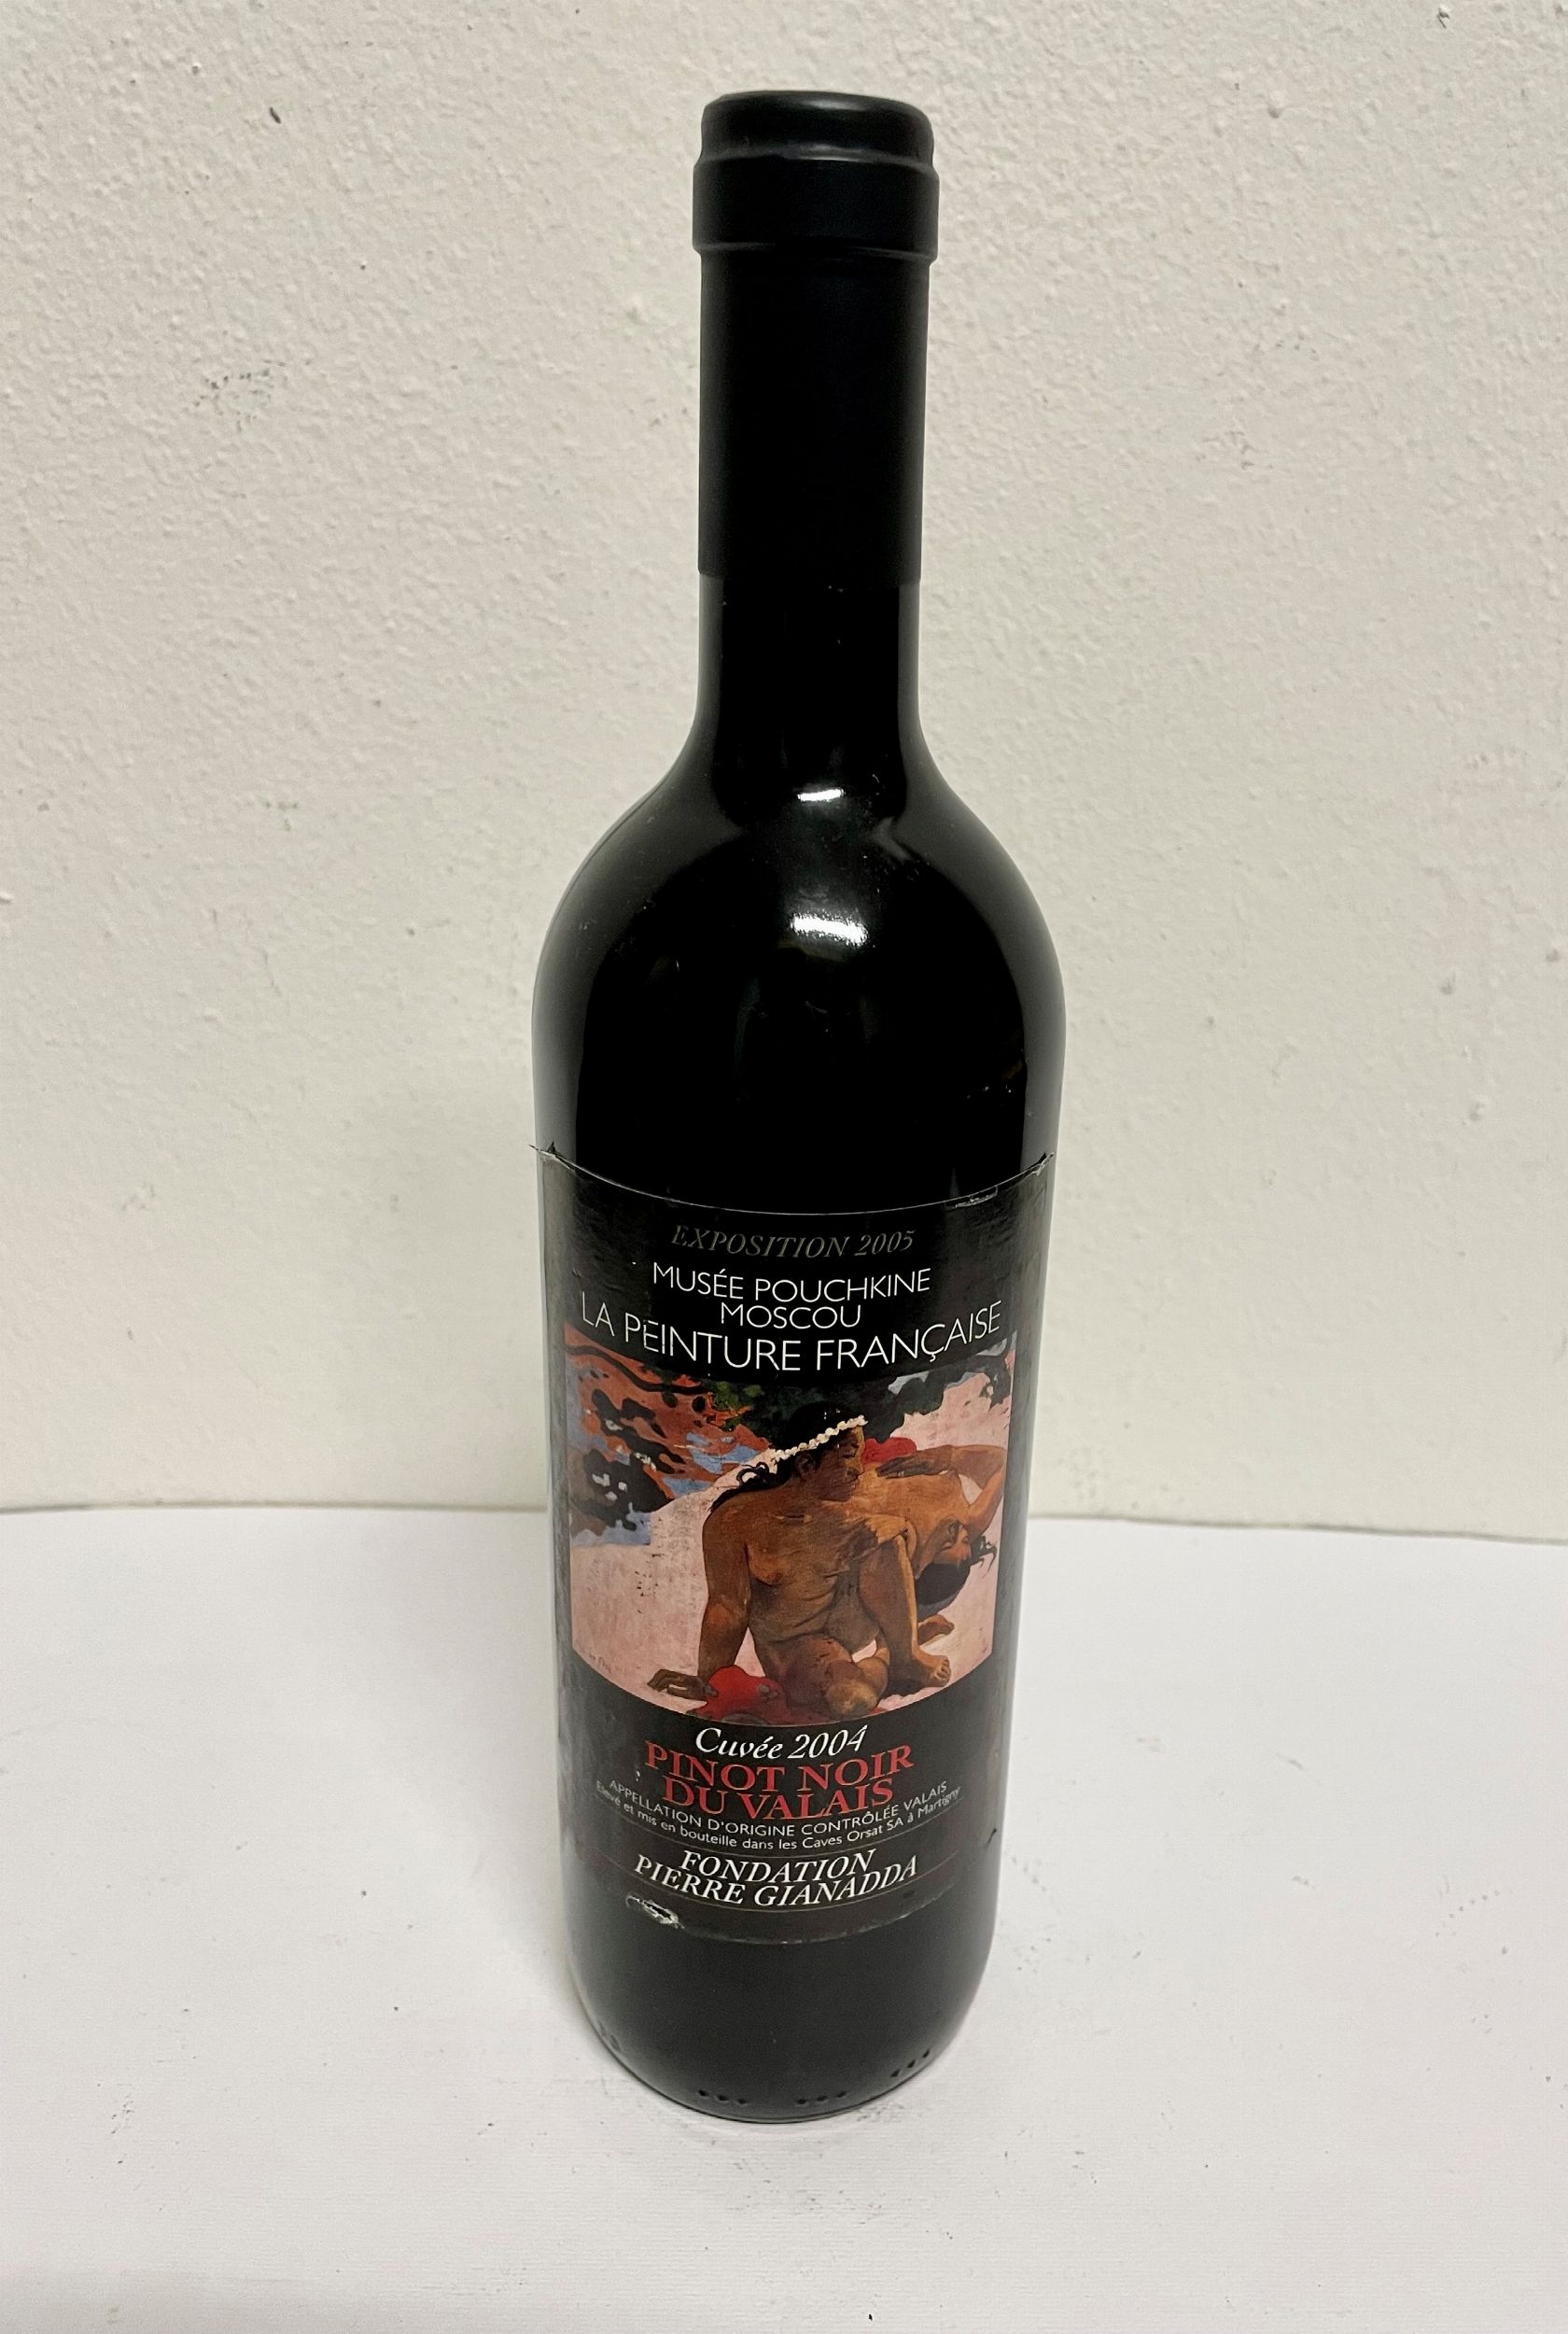 EXPOSITION 2005
MUSÉE POUCHKINE
MOSCOU
LA PEINTURE FRANÇAISE
Cuvée 2004
PINOT NOIR
DU VALAIS
APPELLATION D'ORIGINE CONTRÔLÉE VALAIS
Elevé et mis en bouteille dans les Caves Orsat SA à Martigny
FONDATION
PIERRE GIANADDA